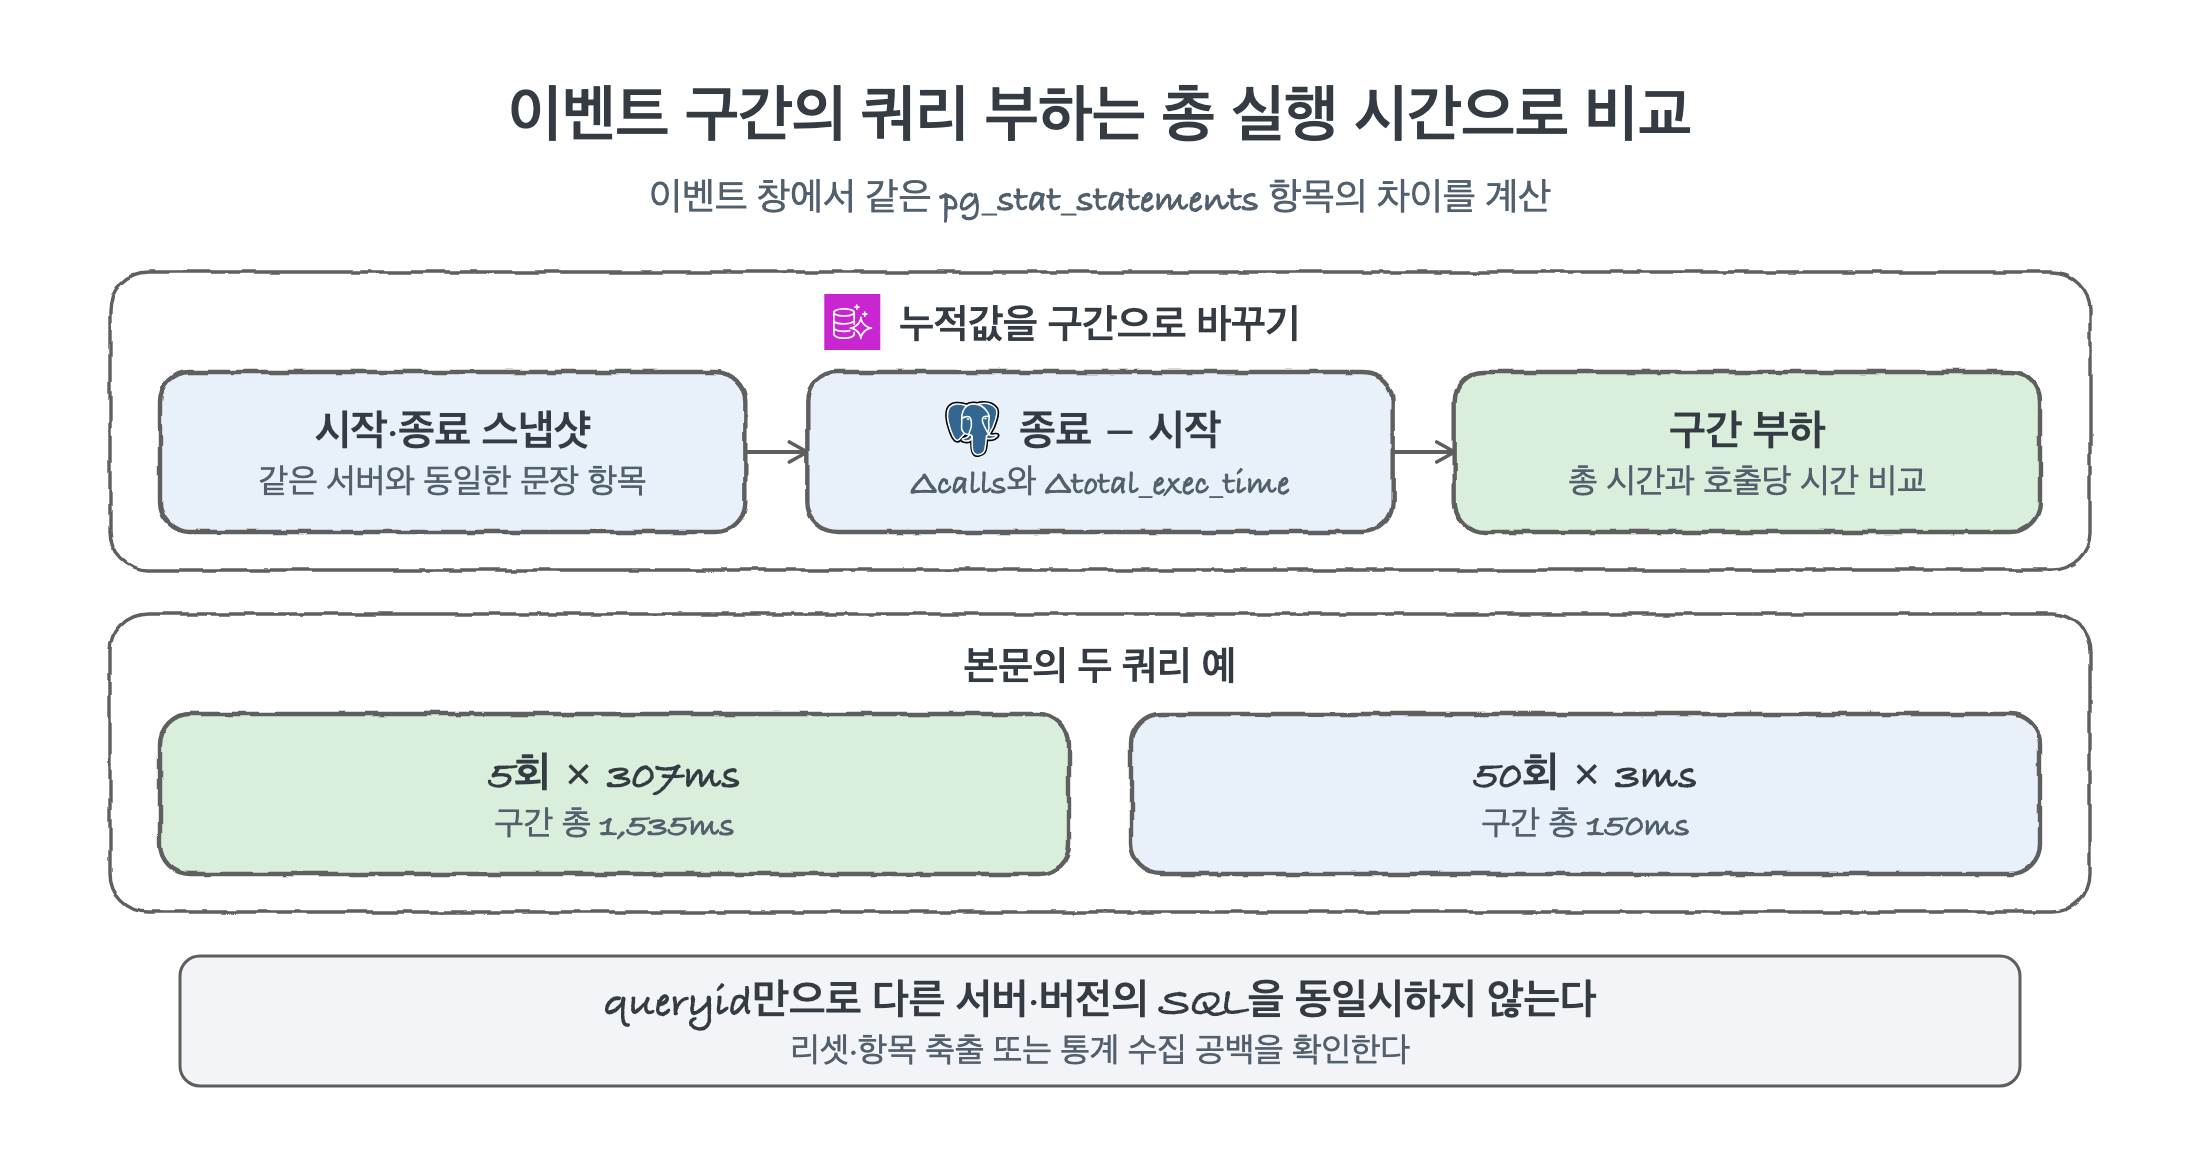 이벤트 구간의 쿼리 부하는 총 실행 시간으로 비교
이벤트 창에서 같은 pg_stat_statements 항목의 차이를 계산
누적값을 구간으로 바꾸기
시작·종료 스냅샷
같은 서버와 동일한 문장 항목
종료 − 시작
Δcalls와 Δtotal_exec_time
구간 부하
총 시간과 호출당 시간 비교
본문의 두 쿼리 예
5회 × 307ms
구간 총 1,535ms
50회 × 3ms
구간 총 150ms
queryid만으로 다른 서버·버전의 SQL을 동일시하지 않는다
리셋·항목 축출 또는 통계 수집 공백을 확인한다